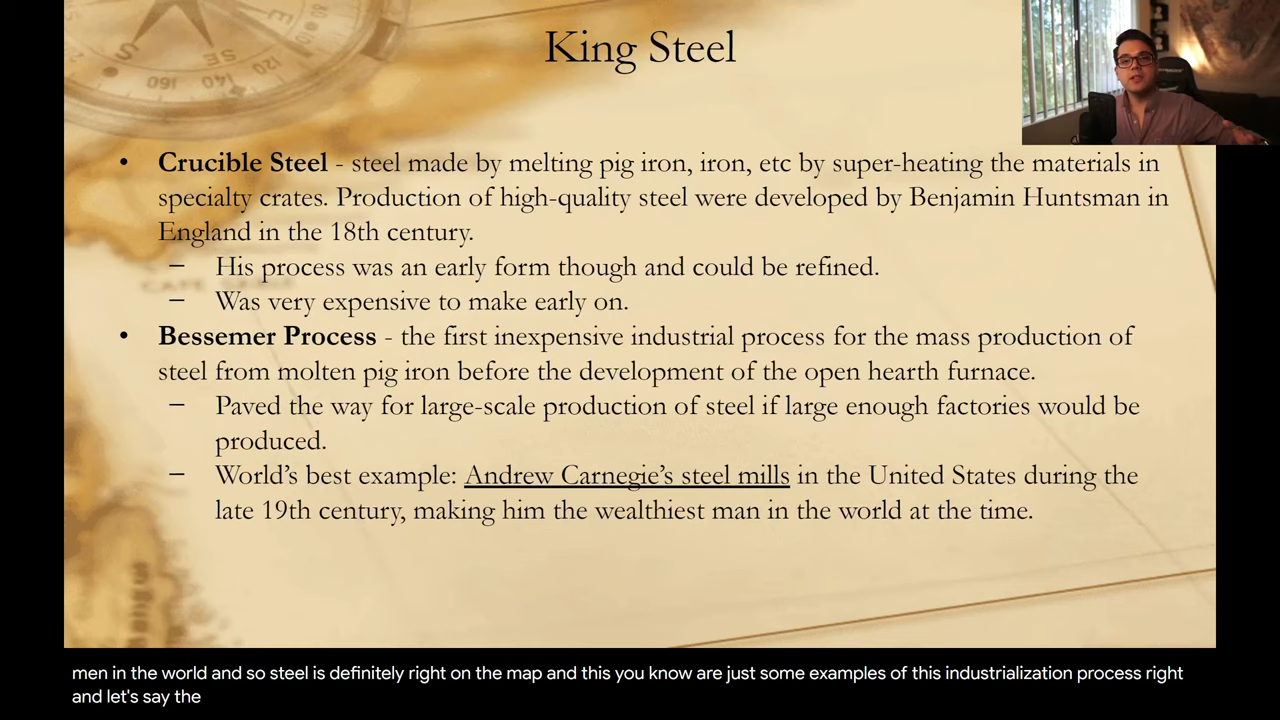 King Steel
• Crucible Steel - steel made by melting pig iron, iron, etc by super-heating the materials in
specialty crates. Production of high-quality steel were developed by Benjamin Huntsman in
England in the 18th century.
– His process was an early form though and could be refined.
– Was very expensive to make early on.
• Bessemer Process - the first inexpensive industrial process for the mass production of
steel from molten pig iron before the development of the open hearth furnace.
– Paved the way for large-scale production of steel if large enough factories would be
produced.
– World's best example: Andrew Carnegie's steel mills in the United States during the
late 19th century, making him the wealthiest man in the world at the time.
men in the world and so steel is definitely right on the map and this you know are just some examples of this industrialization process right
and let's say the
S
SE
E
160
140
120